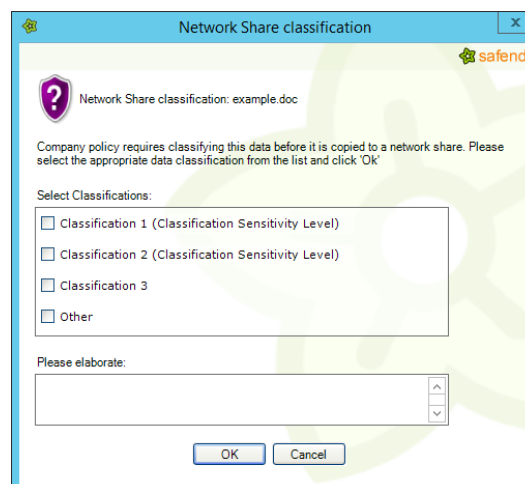 Network Share classification
x
safend
?
Network Share classification: example.doc
Company policy requires classifying this data before it is copied to a network share. Please
select the appropriate data classification from the list and click 'Ok'
Select Classifications:
Classification 1 (Classification Sensitivity Level)
Classification 2 (Classification Sensitivity Level)
Classification 3
Other
Please elaborate:
OK Cancel